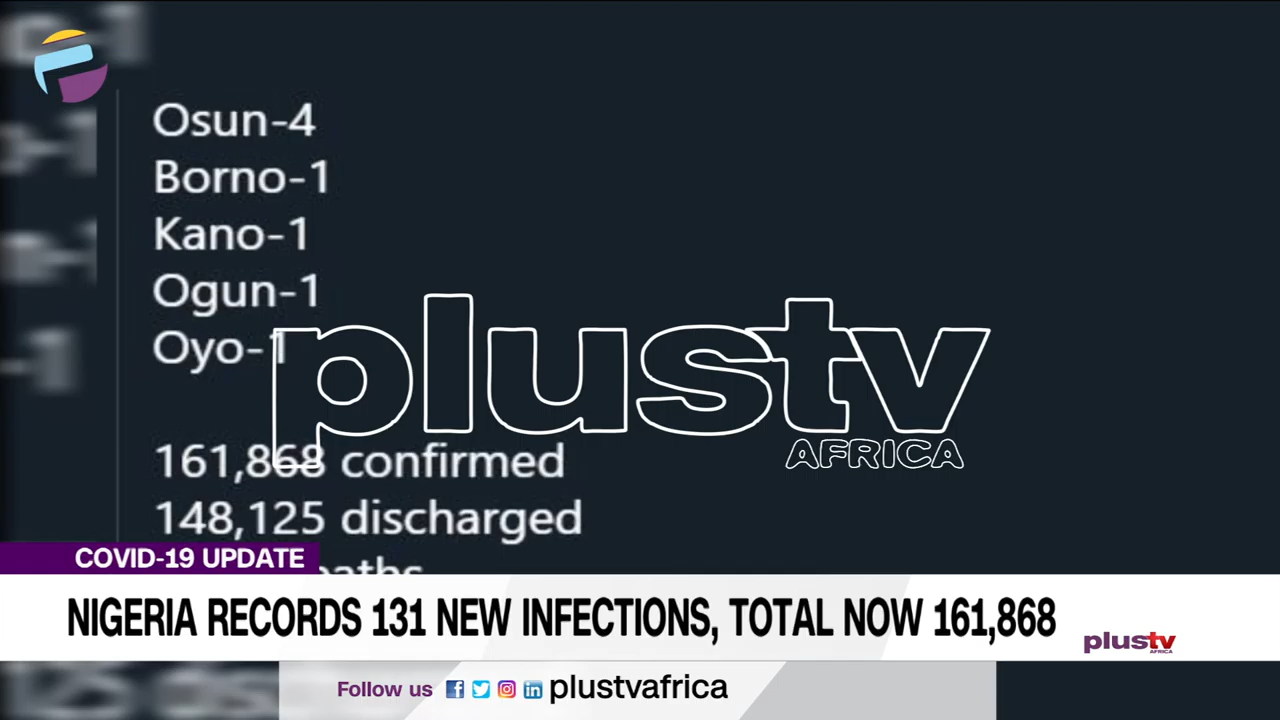 Osun-4
Borno-1
Kano-1
Ogun-1
Oyo-1
plustv
AFRICA
161,868 confirmed
148,125 discharged
COVID-19 UPDATE
NIGERIA RECORDS 131 NEW INFECTIONS, TOTAL NOW 161,868
plustv
AFRICA
Follow us plustvafrica